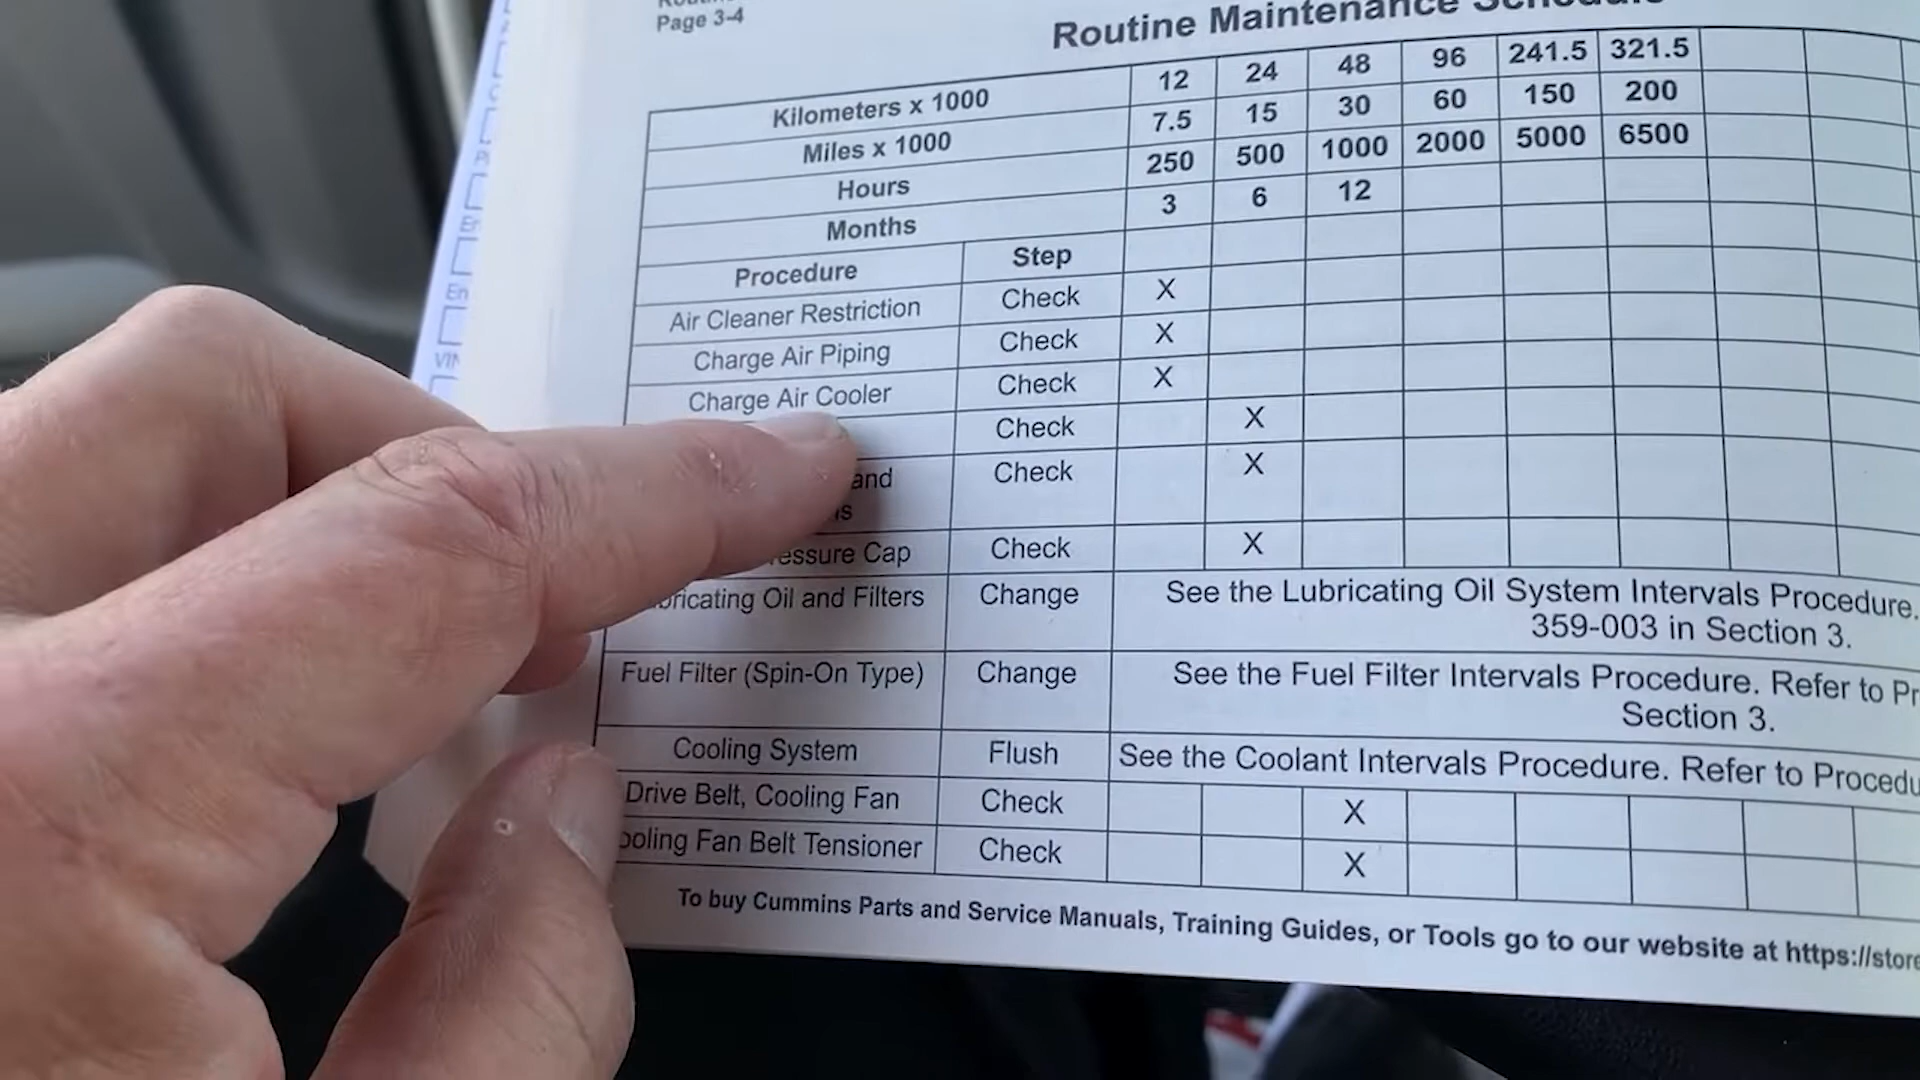 Page 3-4
Routine Maintenance Schedule
Kilometers x 1000 12 24 48 96 241.5 321.5
Miles x 1000 7.5 15 30 60 150 200
Hours 250 500 1000 2000 5000 6500
Months 3 6 12
Procedure Step
Air Cleaner Restriction Check X
Charge Air Piping Check X
Charge Air Cooler Check X
Check X
and Check X
Cap Check X
Oil and Filters Change See the Lubricating Oil System Intervals Procedure.
359-003 in Section 3.
Fuel Filter (Spin-On Type) Change See the Fuel Filter Intervals Procedure. Refer to
Section 3.
Cooling System Flush See the Coolant Intervals Procedure. Refer to
Drive Belt, Cooling Fan Check X
Fan Belt Tensioner Check X
To buy Cummins Parts and Service Manuals, Training Guides, or Tools go to our website at https://store
VIN